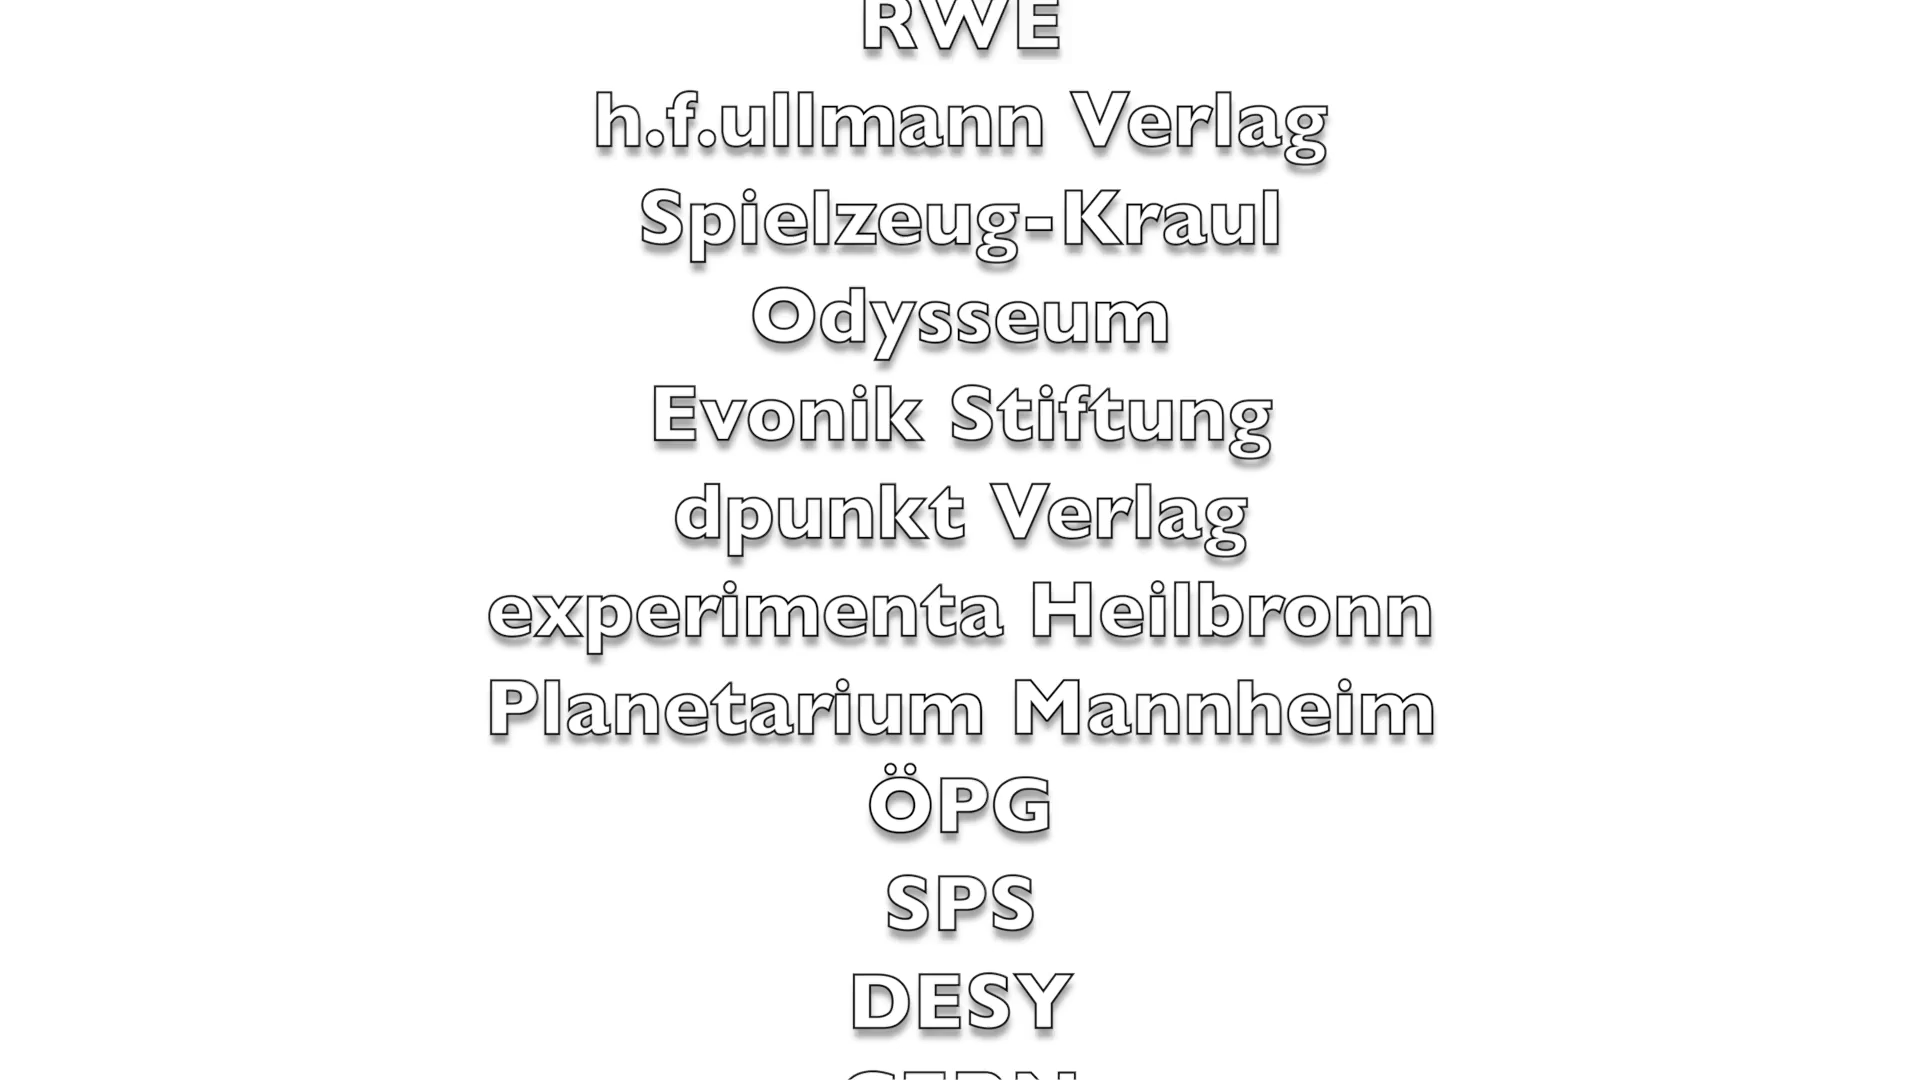 RWE
h.f.ullmann Verlag
Spielzeug-Kraul
Odysseum
Evonik Stiftung
dpunkt Verlag
experimenta Heilbronn
Planetarium Mannheim
ÖPG
SPS
DESY